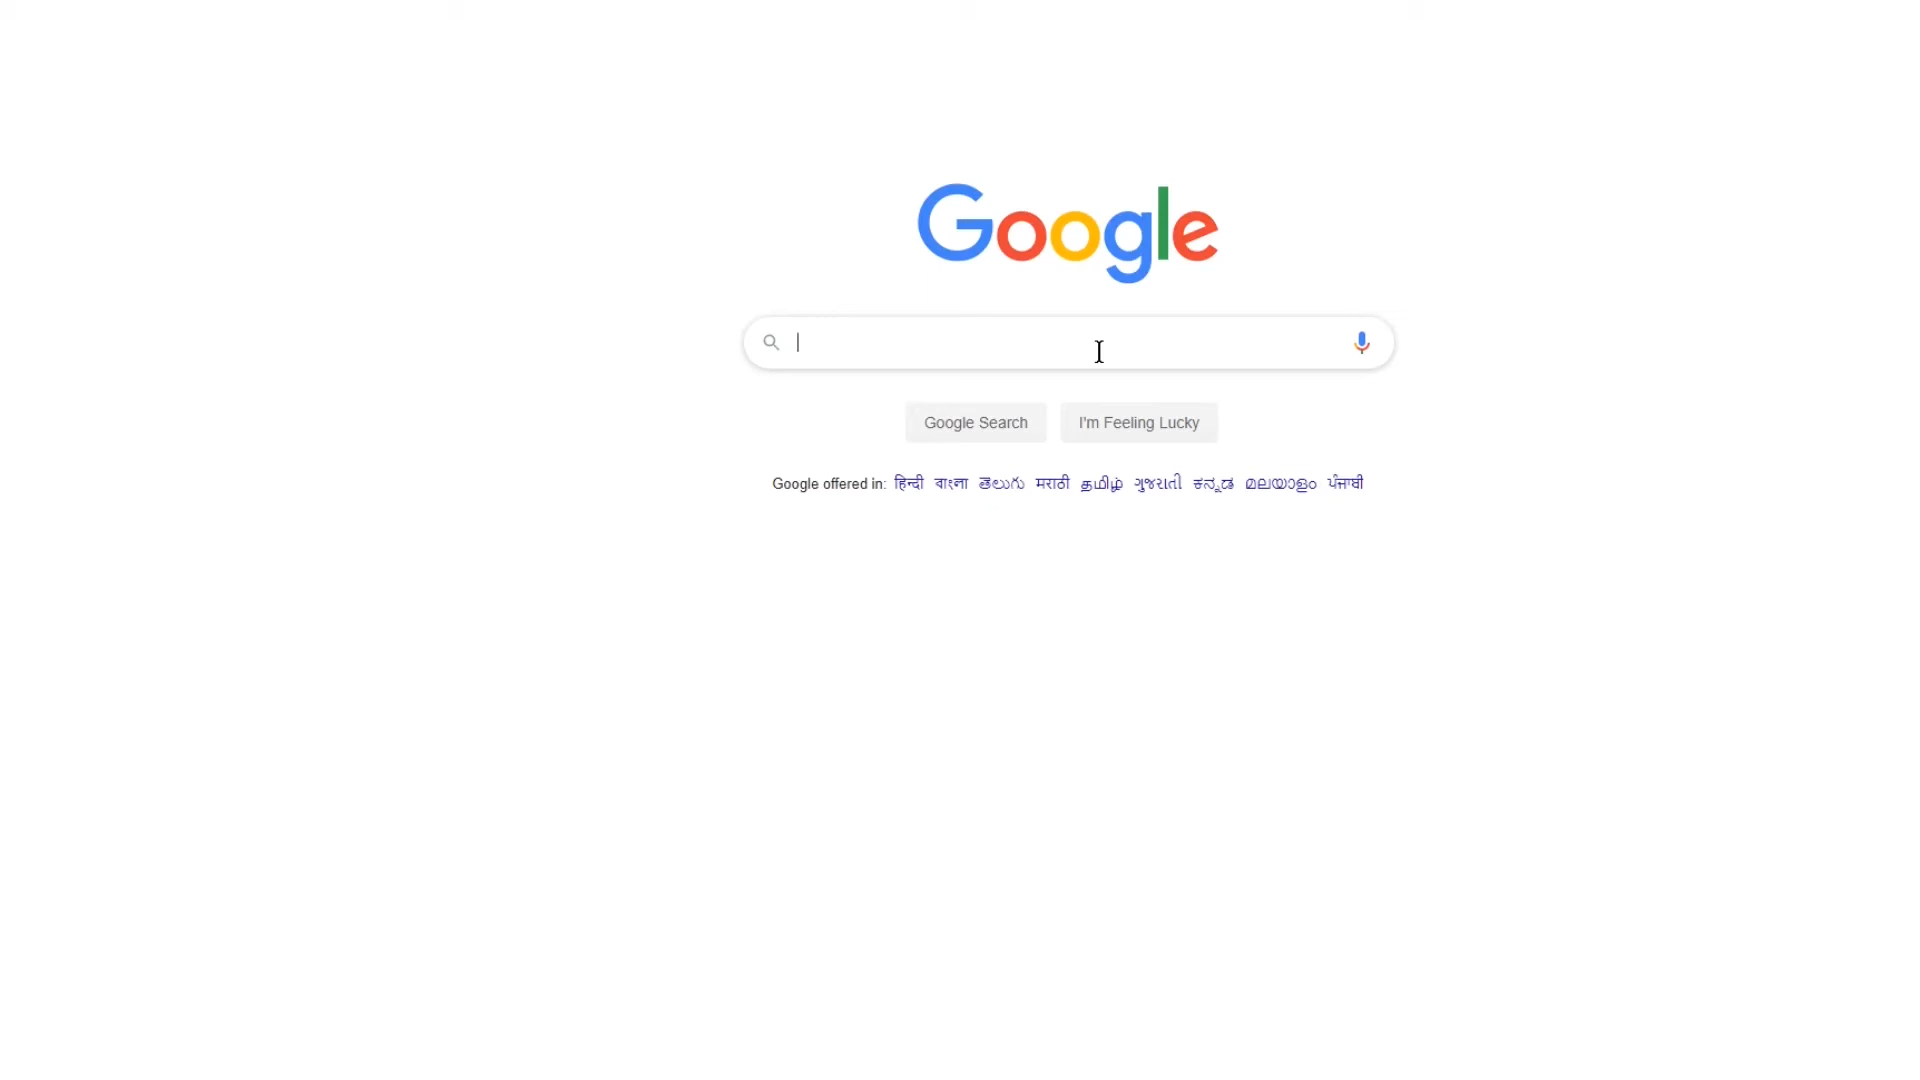 Google
Google Search
I'm Feeling Lucky
Google offered in: हिन्दी বাংলা తెలుగు मराठी தமிழ் ગુજરાતી ಕನ್ನಡ മലയാളം ਪੰਜਾਬੀ